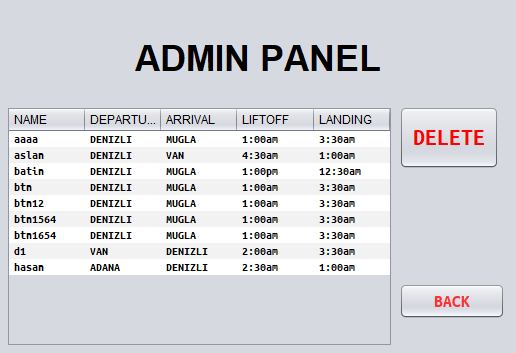 ADMIN PANEL
NAME DEPARTU... ARRIVAL LIFTOFF LANDING
aaaa DENIZLI MUGLA 1:00am 3:30am
aslan DENIZLI VAN 4:30am 1:00am
batin DENIZLI MUGLA 1:00pm 12:30am
btn DENIZLI MUGLA 1:00am 3:30am
btn12 DENIZLI MUGLA 1:00am 3:30am
btn1564 DENIZLI MUGLA 1:00am 3:30am
btn1654 DENIZLI MUGLA 1:00am 3:30am
d1 VAN DENIZLI 2:00am 3:00am
hasan ADANA DENIZLI 2:30am 1:00am
DELETE
BACK